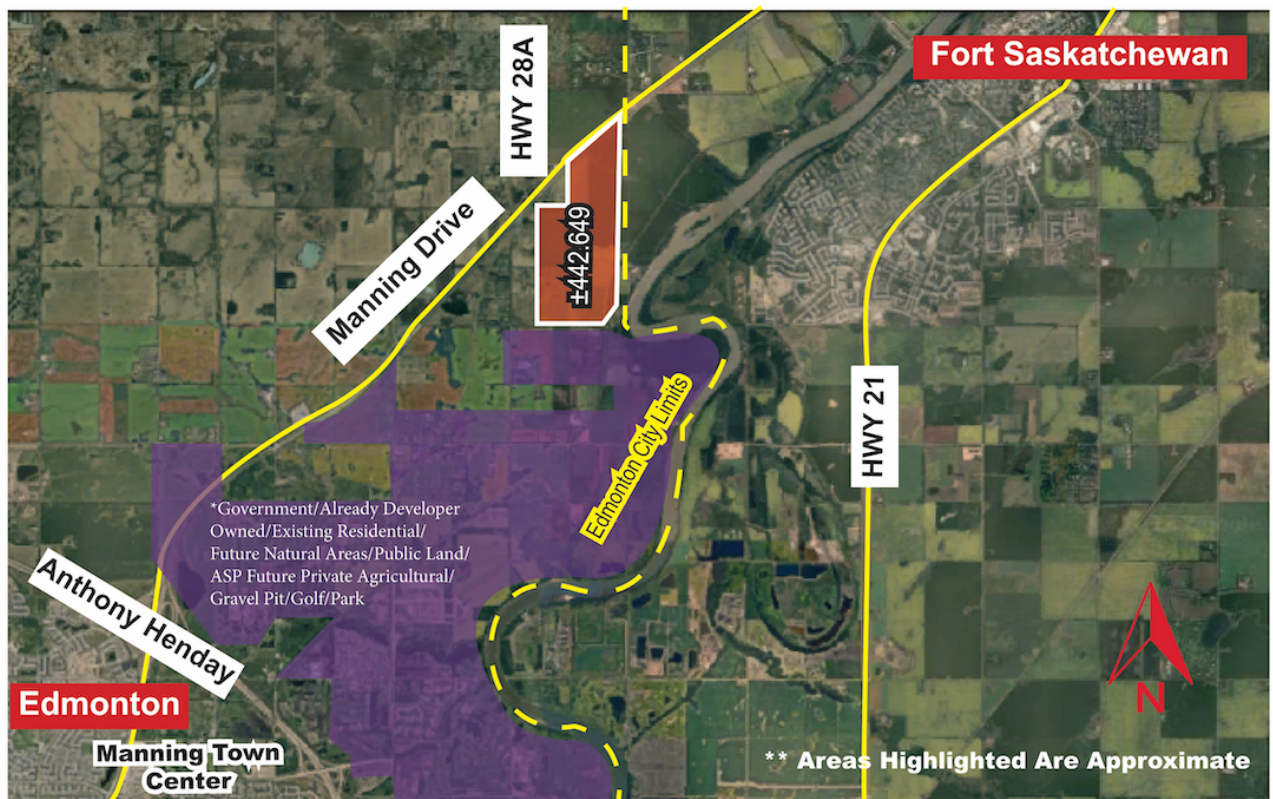 Fort Saskatchewan
HWY 28A
Manning Drive
±442.649
Edmonton City Limits
HWY 21
*Government/Already Developer
Owned/Existing Residential/
Future Natural Areas/Public Land/
ASP Future Private Agricultural/
Gravel Pit/Golf/Park
Anthony Henday
Edmonton
Manning Town
Center
N
** Areas Highlighted Are Approximate